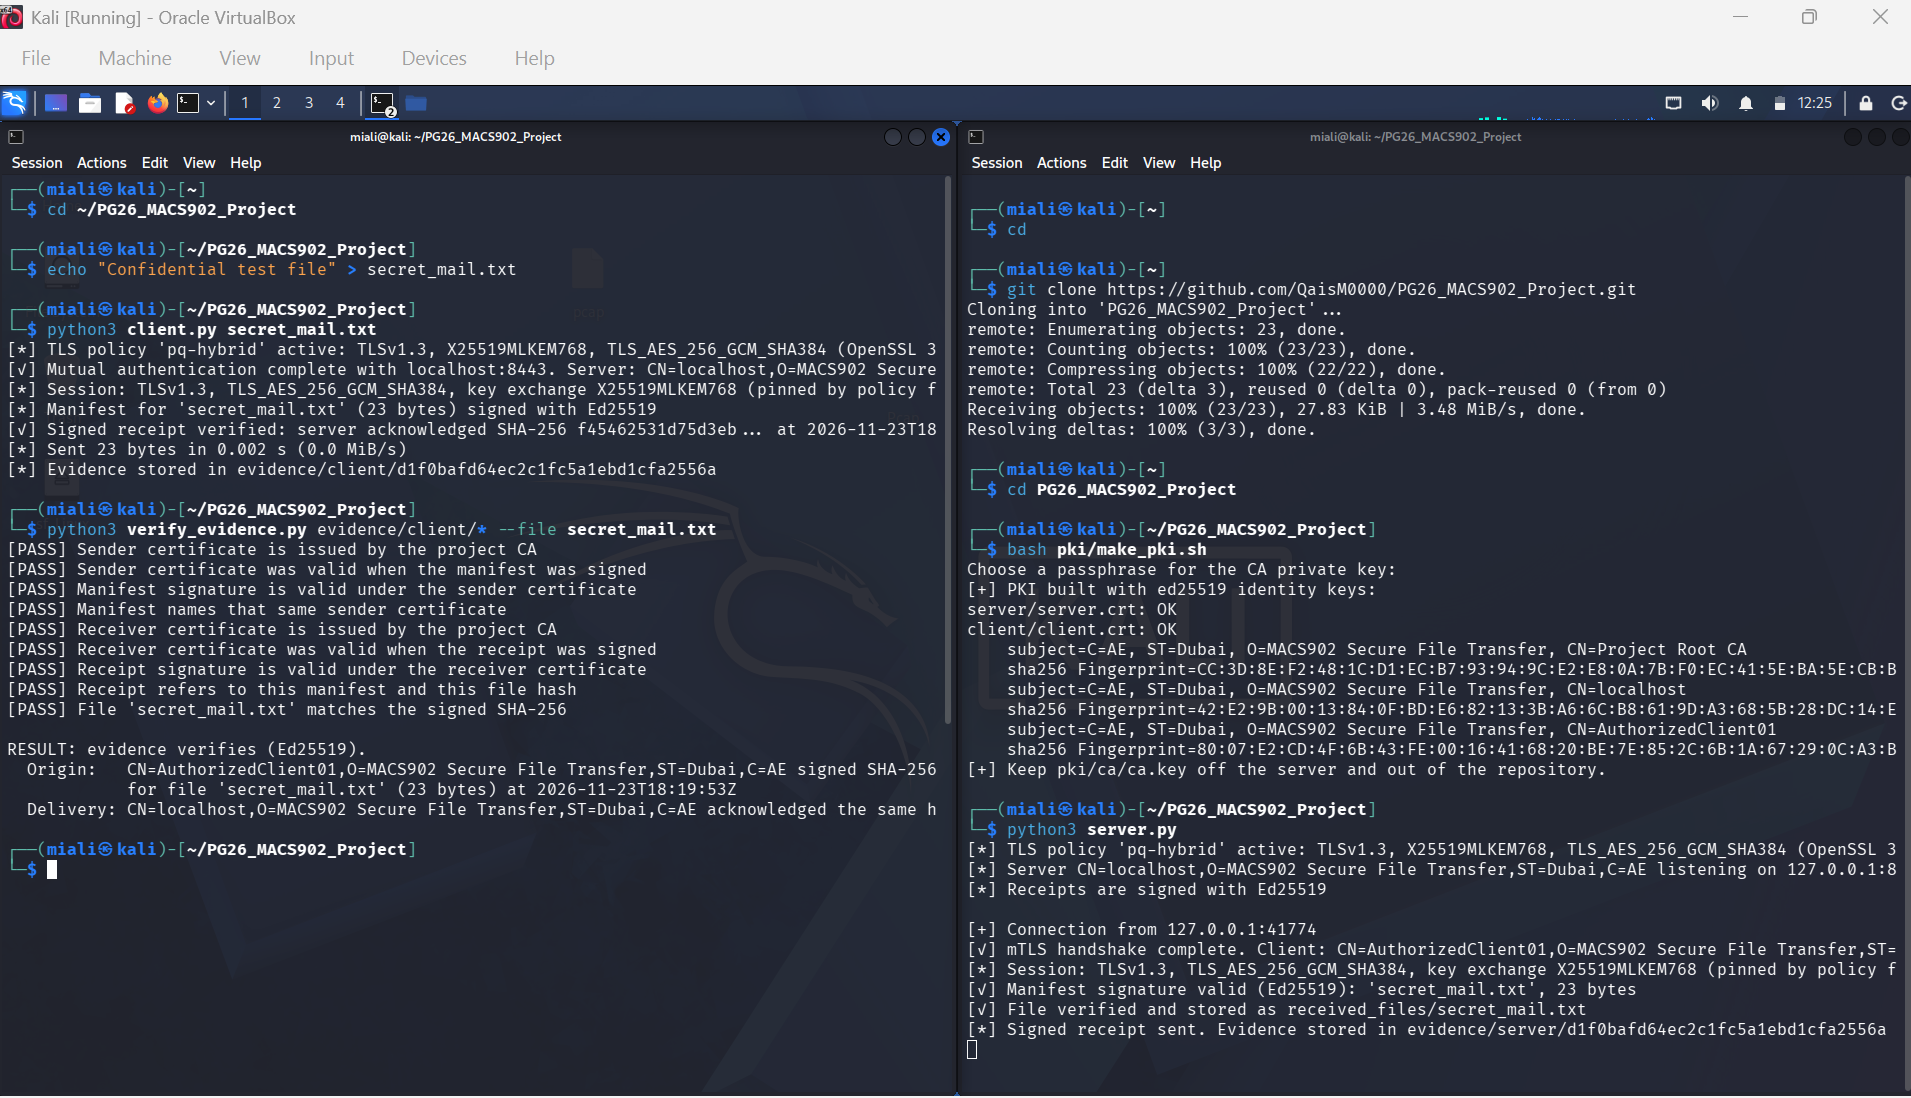 Kali [Running] - Oracle VirtualBox
File Machine View Input Devices Help
1 2 3 4 2 12:25
miali@kali: ~/PG26_MACS902_Project
Session Actions Edit View Help
┌──(miali㉿kali)-[~]
└─$ cd ~/PG26_MACS902_Project
┌──(miali㉿kali)-[~/PG26_MACS902_Project]
└─$ echo "Confidential test file" > secret_mail.txt
┌──(miali㉿kali)-[~/PG26_MACS902_Project]
└─$ python3 client.py secret_mail.txt
[*] TLS policy 'pq-hybrid' active: TLSv1.3, X25519MLKEM768, TLS_AES_256_GCM_SHA384 (OpenSSL 3
[√] Mutual authentication complete with localhost:8443. Server: CN=localhost,O=MACS902 Secure
[*] Session: TLSv1.3, TLS_AES_256_GCM_SHA384, key exchange X25519MLKEM768 (pinned by policy f
[*] Manifest for 'secret_mail.txt' (23 bytes) signed with Ed25519
[√] Signed receipt verified: server acknowledged SHA-256 f45462531d75d3eb... at 2026-11-23T18
[*] Sent 23 bytes in 0.002 s (0.0 MiB/s)
[*] Evidence stored in evidence/client/d1f0bafd64ec2c1fc5a1ebd1cfa2556a
┌──(miali㉿kali)-[~/PG26_MACS902_Project]
└─$ python3 verify_evidence.py evidence/client/* --file secret_mail.txt
[PASS] Sender certificate is issued by the project CA
[PASS] Sender certificate was valid when the manifest was signed
[PASS] Manifest signature is valid under the sender certificate
[PASS] Manifest names that same sender certificate
[PASS] Receiver certificate is issued by the project CA
[PASS] Receiver certificate was valid when the receipt was signed
[PASS] Receipt signature is valid under the receiver certificate
[PASS] Receipt refers to this manifest and this file hash
[PASS] File 'secret_mail.txt' matches the signed SHA-256
RESULT: evidence verifies (Ed25519).
Origin: CN=AuthorizedClient01,O=MACS902 Secure File Transfer,ST=Dubai,C=AE signed SHA-256
for file 'secret_mail.txt' (23 bytes) at 2026-11-23T18:19:53Z
Delivery: CN=localhost,O=MACS902 Secure File Transfer,ST=Dubai,C=AE acknowledged the same h
┌──(miali㉿kali)-[~/PG26_MACS902_Project]
└─$
miali@kali: ~/PG26_MACS902_Project
Session Actions Edit View Help
┌──(miali㉿kali)-[~]
└─$ cd
┌──(miali㉿kali)-[~]
└─$ git clone https://github.com/QaisM0000/PG26_MACS902_Project.git
Cloning into 'PG26_MACS902_Project'...
remote: Enumerating objects: 23, done.
remote: Counting objects: 100% (23/23), done.
remote: Compressing objects: 100% (22/22), done.
remote: Total 23 (delta 3), reused 0 (delta 0), pack-reused 0 (from 0)
Receiving objects: 100% (23/23), 27.83 KiB | 3.48 MiB/s, done.
Resolving deltas: 100% (3/3), done.
┌──(miali㉿kali)-[~]
└─$ cd PG26_MACS902_Project
┌──(miali㉿kali)-[~/PG26_MACS902_Project]
└─$ bash pki/make_pki.sh
Choose a passphrase for the CA private key:
[+] PKI built with ed25519 identity keys:
server/server.crt: OK
client/client.crt: OK
subject=C=AE, ST=Dubai, O=MACS902 Secure File Transfer, CN=Project Root CA
sha256 Fingerprint=CC:3D:8E:F2:48:1C:D1:EC:B7:93:94:9C:E2:E8:0A:7B:F0:EC:41:5E:BA:5E:CB:B
subject=C=AE, ST=Dubai, O=MACS902 Secure File Transfer, CN=localhost
sha256 Fingerprint=42:E2:9B:00:13:84:0F:BD:E6:82:13:3B:A6:6C:B8:61:9D:A3:68:5B:28:DC:14:E
subject=C=AE, ST=Dubai, O=MACS902 Secure File Transfer, CN=AuthorizedClient01
sha256 Fingerprint=80:07:E2:CD:4F:6B:43:FE:00:16:41:68:20:BE:7E:85:2C:6B:1A:67:29:0C:A3:B
[+] Keep pki/ca/ca.key off the server and out of the repository.
┌──(miali㉿kali)-[~/PG26_MACS902_Project]
└─$ python3 server.py
[*] TLS policy 'pq-hybrid' active: TLSv1.3, X25519MLKEM768, TLS_AES_256_GCM_SHA384 (OpenSSL 3
[*] Server CN=localhost,O=MACS902 Secure File Transfer,ST=Dubai,C=AE listening on 127.0.0.1:8
[*] Receipts are signed with Ed25519
[+] Connection from 127.0.0.1:41774
[√] mTLS handshake complete. Client: CN=AuthorizedClient01,O=MACS902 Secure File Transfer,ST=
[*] Session: TLSv1.3, TLS_AES_256_GCM_SHA384, key exchange X25519MLKEM768 (pinned by policy f
[√] Manifest signature valid (Ed25519): 'secret_mail.txt', 23 bytes
[√] File verified and stored as received_files/secret_mail.txt
[*] Signed receipt sent. Evidence stored in evidence/server/d1f0bafd64ec2c1fc5a1ebd1cfa2556a